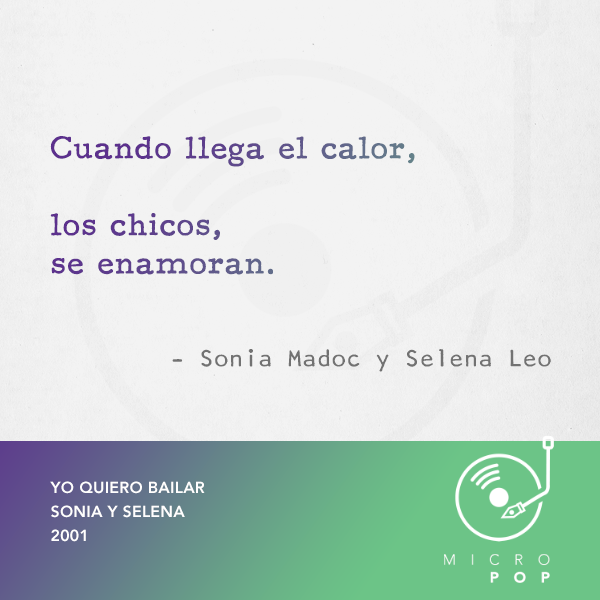 Cuando llega el calor,
los chicos,
se enamoran.
- Sonia Madoc y Selena Leo
YO QUIERO BAILAR
SONIA Y SELENA
2001
MICRO
POP